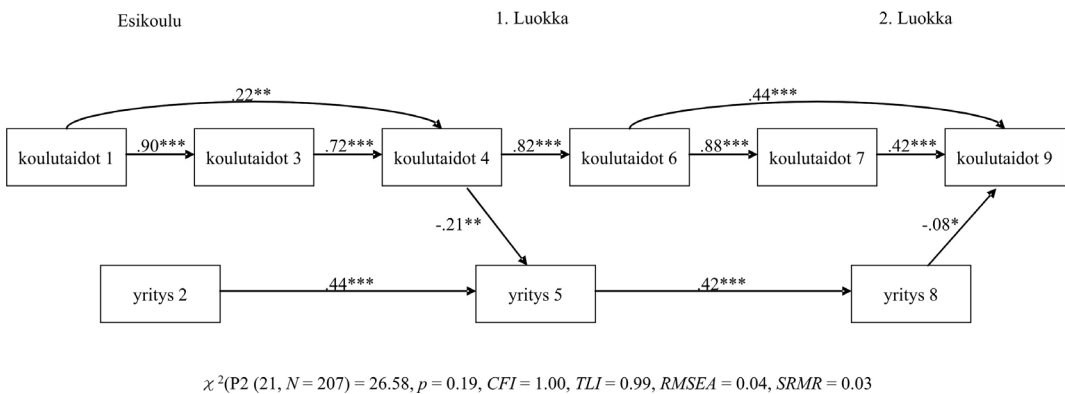 Esikoulu 1. Luokka 2. Luokka
.22** .44***
koulutaidot 1 .90*** koulutaidot 3 .72*** koulutaidot 4 .82*** koulutaidot 6 .88*** koulutaidot 7 .42*** koulutaidot 9
-.21** -.08*
yritys 2 .44*** yritys 5 .42*** yritys 8
χ²(P2 (21, N = 207) = 26.58, p = 0.19, CFI = 1.00, TLI = 0.99, RMSEA = 0.04, SRMR = 0.03